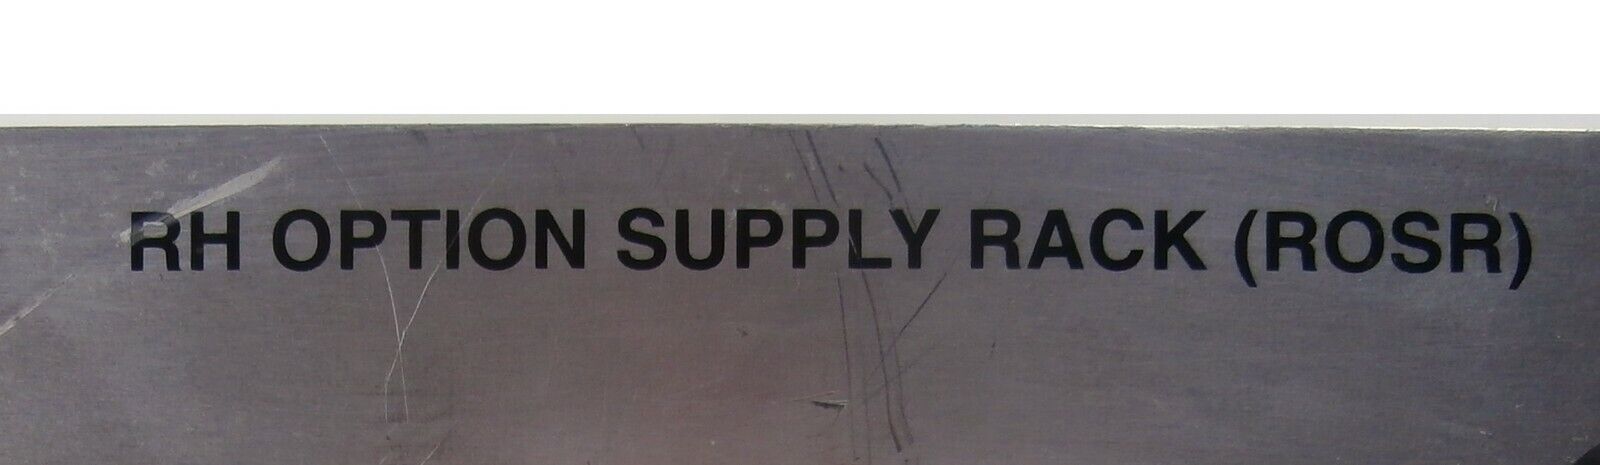 RH OPTION SUPPLY RACK (ROSR)